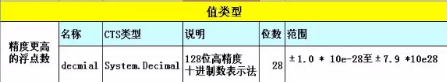 值类型
精度更高的浮点数 名称 CTS类型 说明 位数 范围
decmial System.Decimal 128位高精度十进制数表示法 28 ±1.0 * 10e-28至±7.9 *10e28